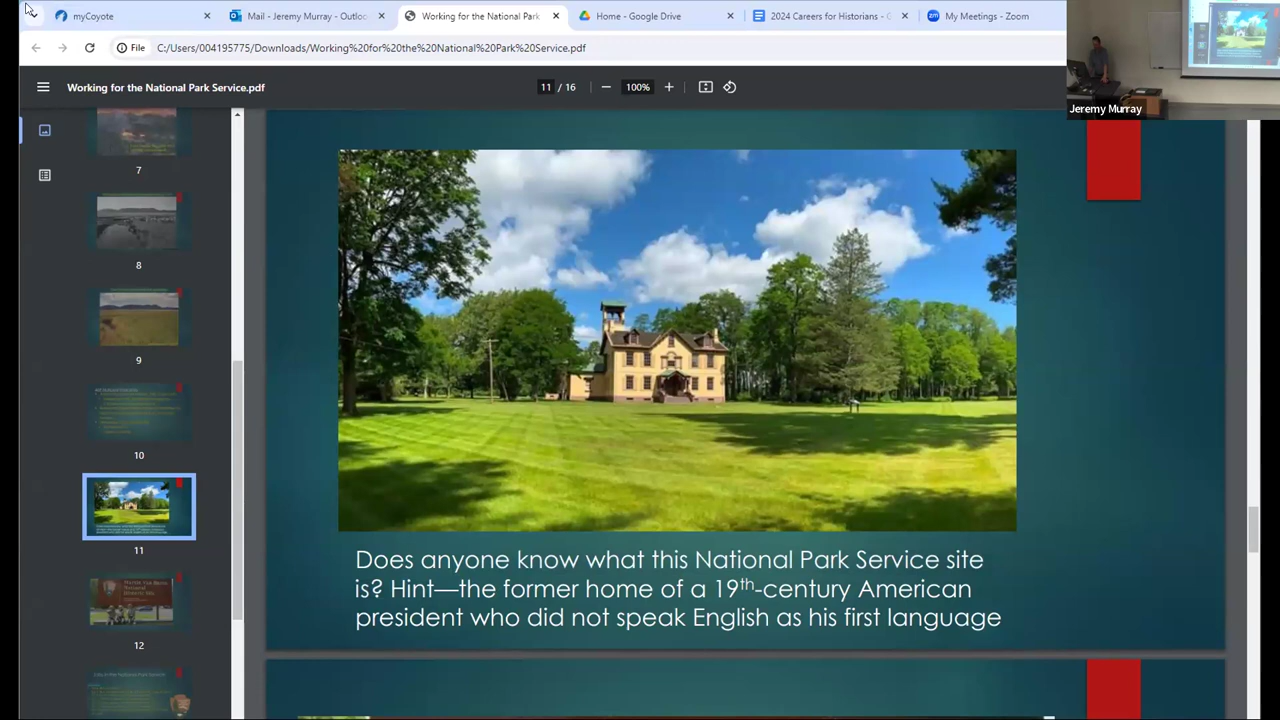 myCoyote
Mail - Jeremy Murray - Outloo
Working for the National Park
Home - Google Drive
2024 Careers for Historians - G
My Meetings - Zoom
File
C:/Users/004195775/Downloads/Working%20for%20the%20National%20Park%20Service.pdf
Working for the National Park Service.pdf
11 / 16
100%
Jeremy Murray
7
8
9
10
11
12
Does anyone know what this National Park Service site
is? Hint—the former home of a 19th-century American
president who did not speak English as his first language